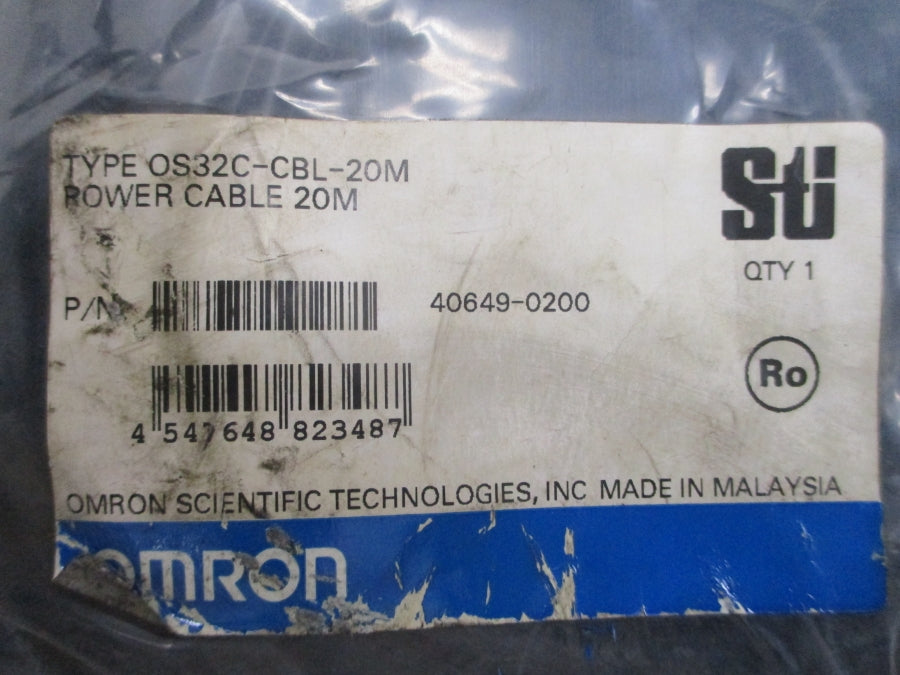 TYPE OS32C-CBL-20M
POWER CABLE 20M
Sti
QTY 1
P/N 40649-0200
Ro
4 547648 823487
OMRON SCIENTIFIC TECHNOLOGIES, INC MADE IN MALAYSIA
OMRON